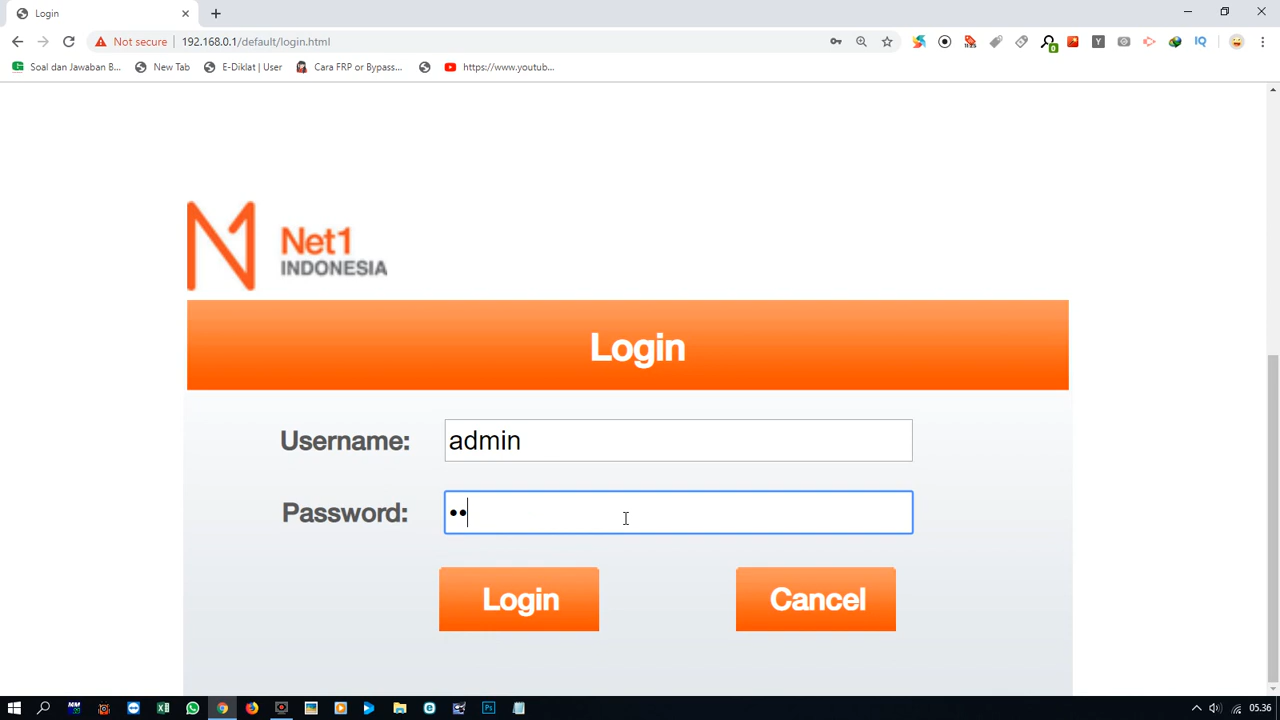 Login
Not secure 192.168.0.1/default/login.html
Soal dan Jawaban B... New Tab E-Diklat | User Cara FRP or Bypass... https://www.youtub...
Net1
INDONESIA
Login
Username: admin
Password: ••
Login Cancel
05.36